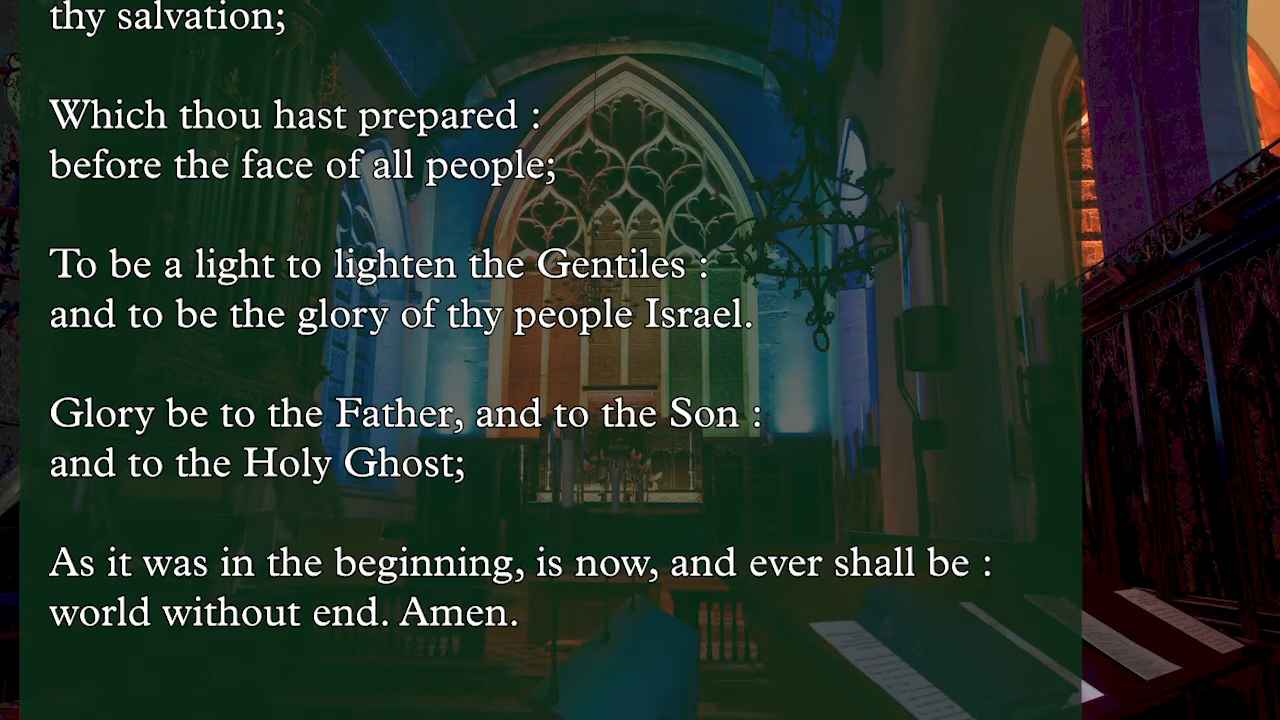 thy salvation;
Which thou hast prepared :
before the face of all people;
To be a light to lighten the Gentiles :
and to be the glory of thy people Israel.
Glory be to the Father, and to the Son :
and to the Holy Ghost;
As it was in the beginning, is now, and ever shall be :
world without end. Amen.